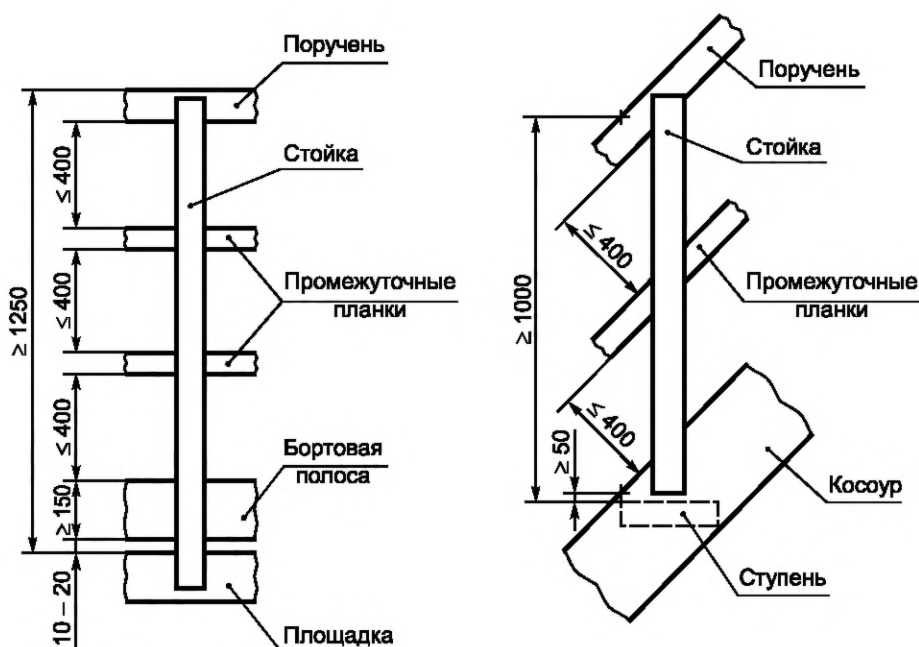 Поручень
Стойка
Промежуточные
планки
Бортовая
полоса
Площадка
≥ 1250
≤ 400
≤ 400
≤ 400
≥ 150
10 – 20
Поручень
Стойка
Промежуточные
планки
Косоур
Ступень
≥ 1000
≤ 400
≤ 400
≥ 50